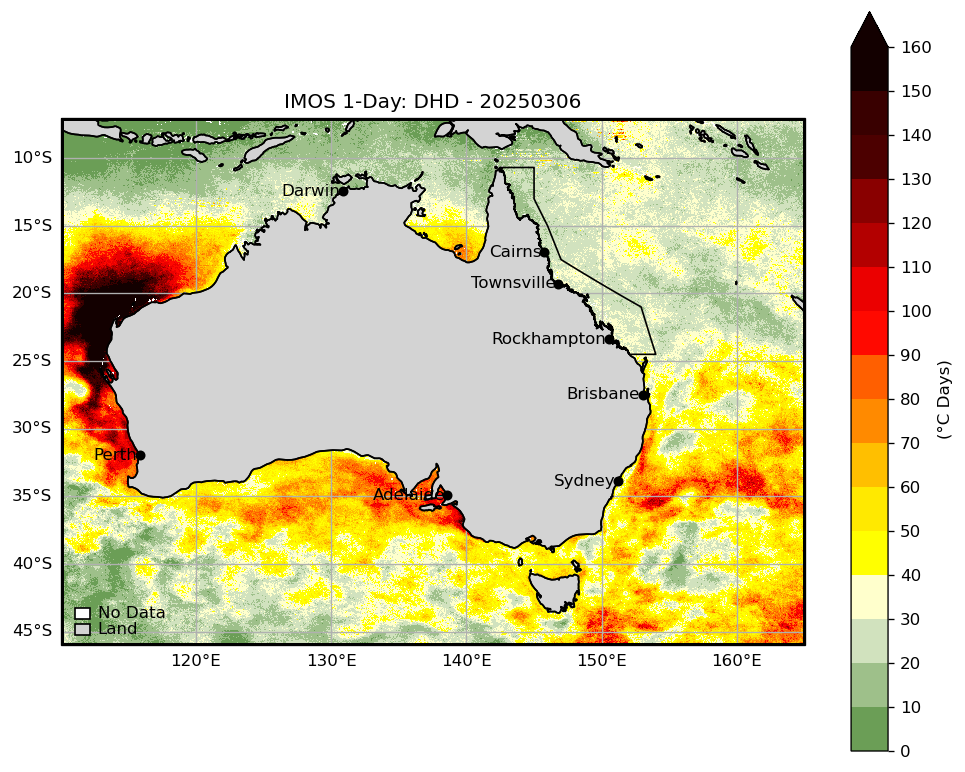 IMOS 1-Day: DHD - 20250306
160
150
140
130
120
110
100
90
80
70
60
50
40
30
20
10
0
(°C Days)
10°S
15°S
20°S
25°S
30°S
35°S
40°S
45°S
Darwin
Cairns
Townsville
Rockhampton
Brisbane
Perth
Sydney
Adelaide
No Data
Land
120°E
130°E
140°E
150°E
160°E